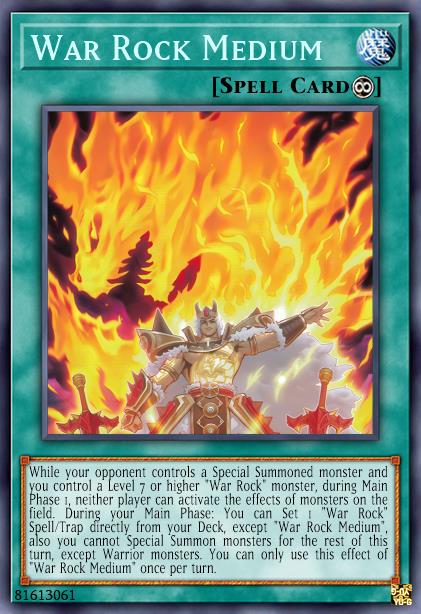 WAR ROCK MEDIUM
魔
[SPELL CARD]
While your opponent controls a Special Summoned monster and
you control a Level 7 or higher "War Rock" monster, during Main
Phase 1, neither player can activate the effects of monsters on the
field. During your Main Phase: You can Set 1 "War Rock"
Spell/Trap directly from your Deck, except "War Rock Medium",
also you cannot Special Summon monsters for the rest of this
turn, except Warrior monsters. You can only use this effect of
"War Rock Medium" once per turn.
81613061